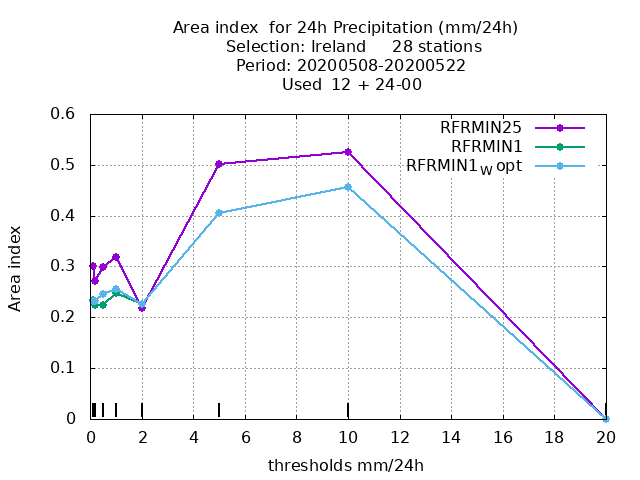 Area index  for 24h Precipitation (mm/24h)
Selection: Ireland     28 stations
Period: 20200508-20200522
Used  12 + 24-00
RFRMIN25
RFRMIN1
RFRMIN1W opt
Area index
0.6
0.5
0.4
0.3
0.2
0.1
0
0 2 4 6 8 10 12 14 16 18 20
thresholds mm/24h